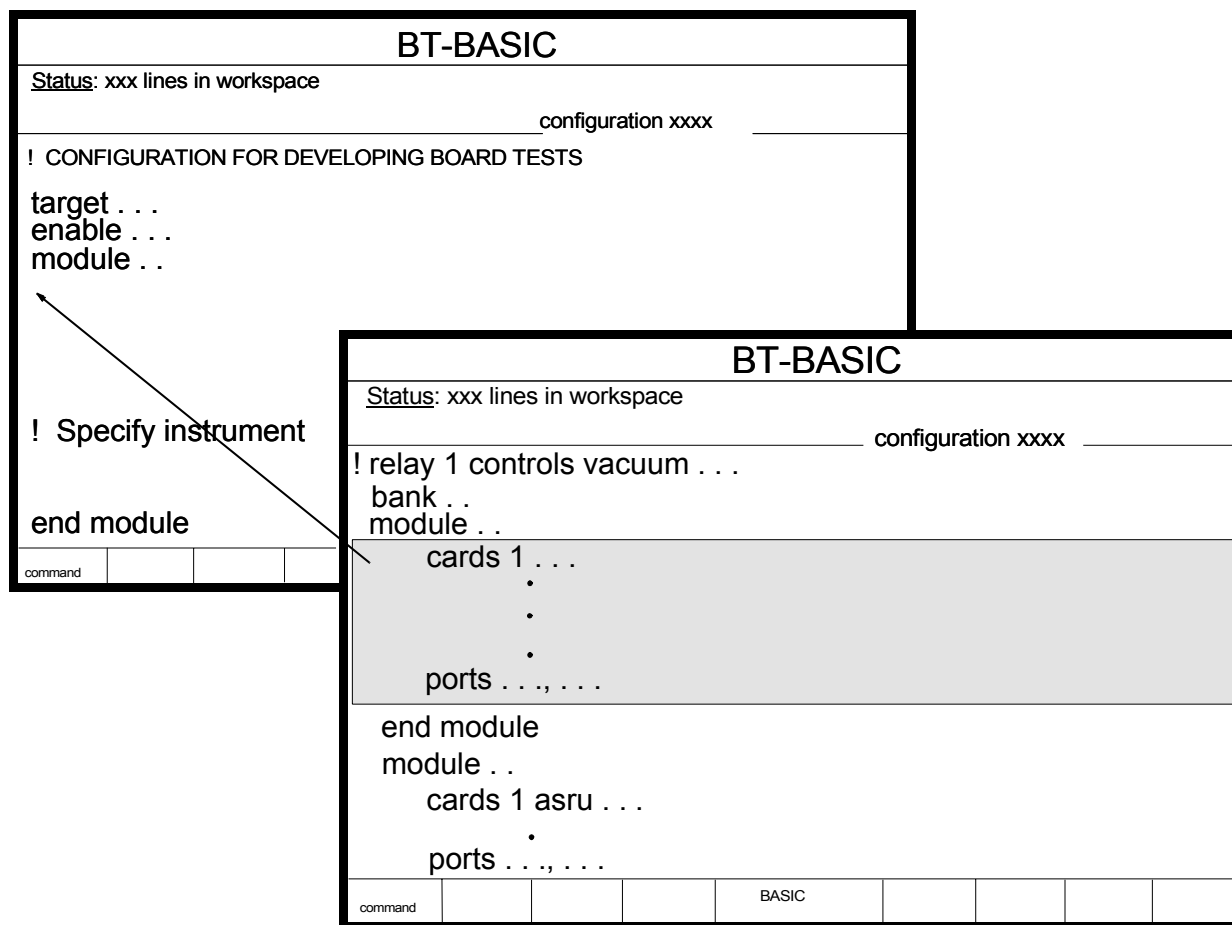 BT-BASIC
Status: xxx lines in workspace
configuration xxxx
! CONFIGURATION FOR DEVELOPING BOARD TESTS
target . . .
enable . . .
module . .
! Specify instrument
end module
command
BT-BASIC
Status: xxx lines in workspace
configuration xxxx
! relay 1 controls vacuum . . .
bank . .
module . .
cards 1 . . .
.
.
.
ports . . ., . . .
end module
module . .
cards 1 asru . . .
.
ports . . ., . . .
command
BASIC